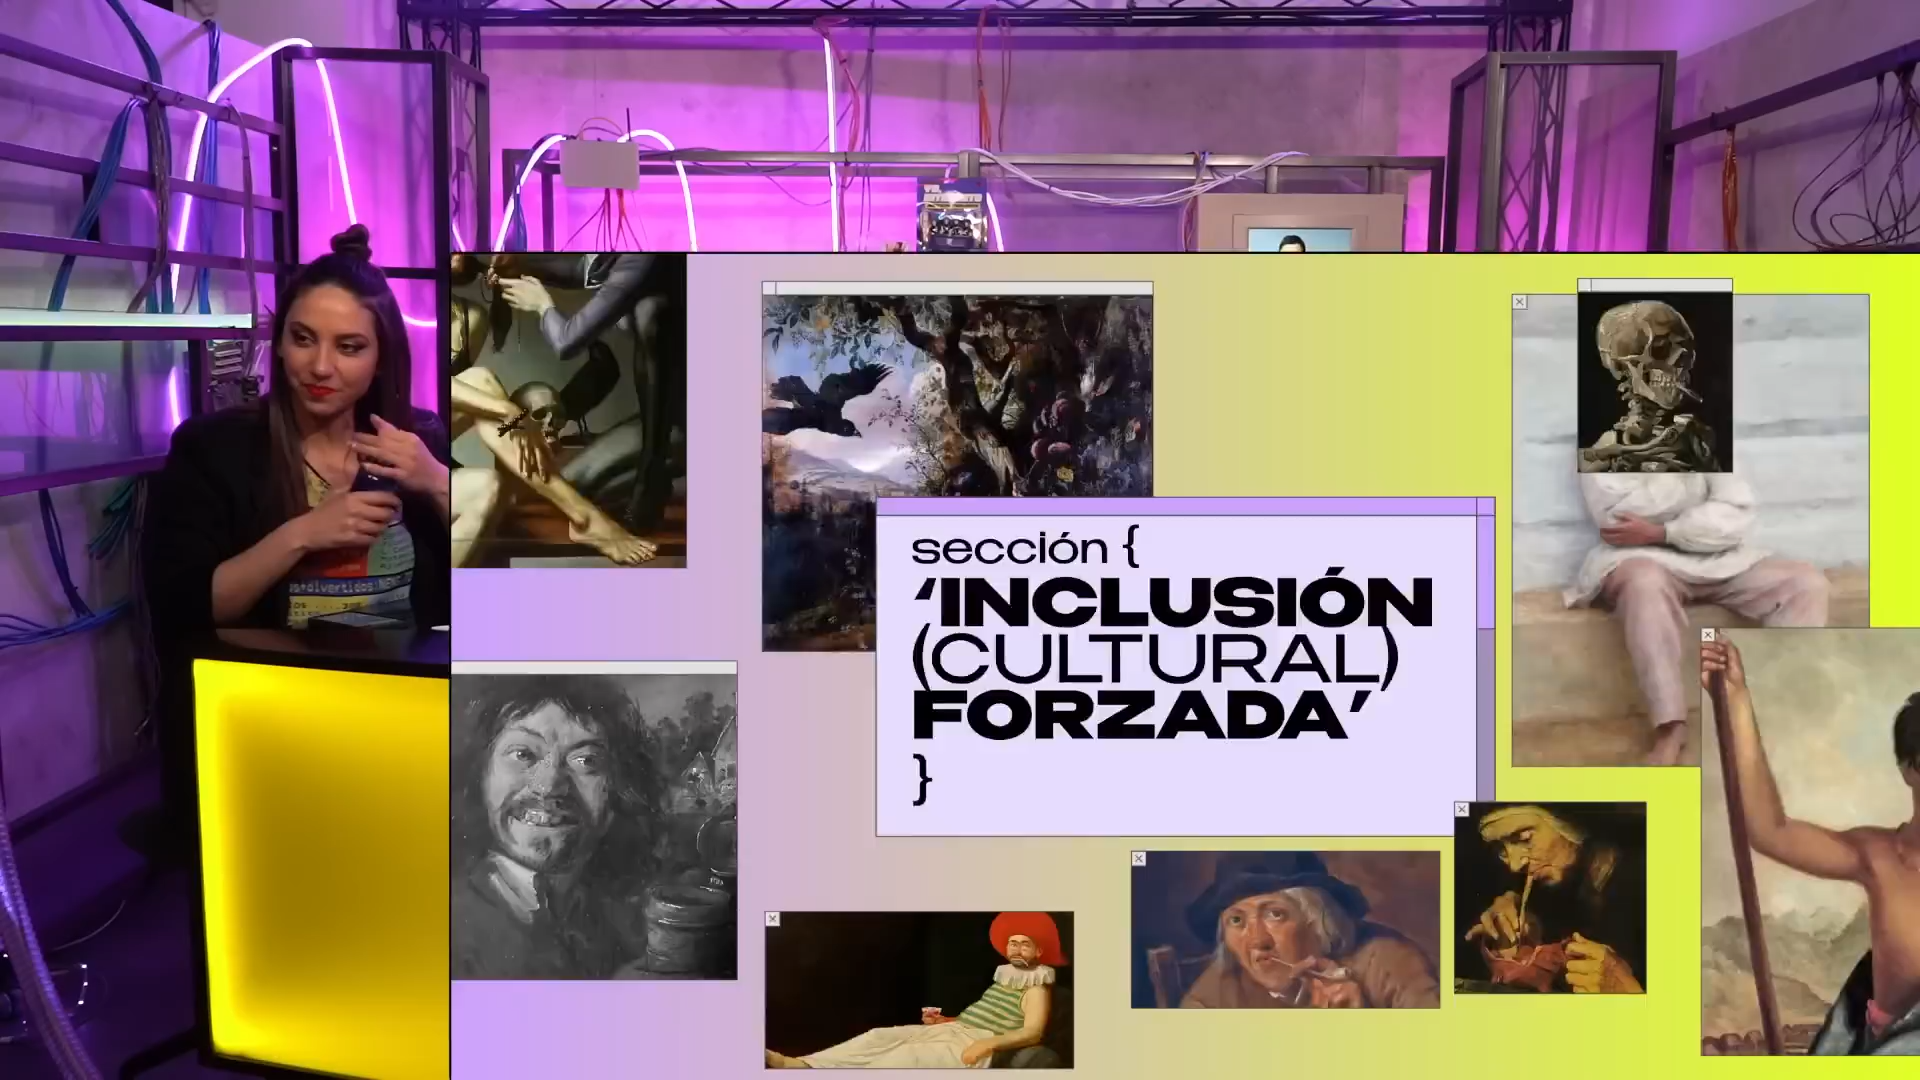 sección {
‘INCLUSIÓN
(CULTURAL)
FORZADA’
}